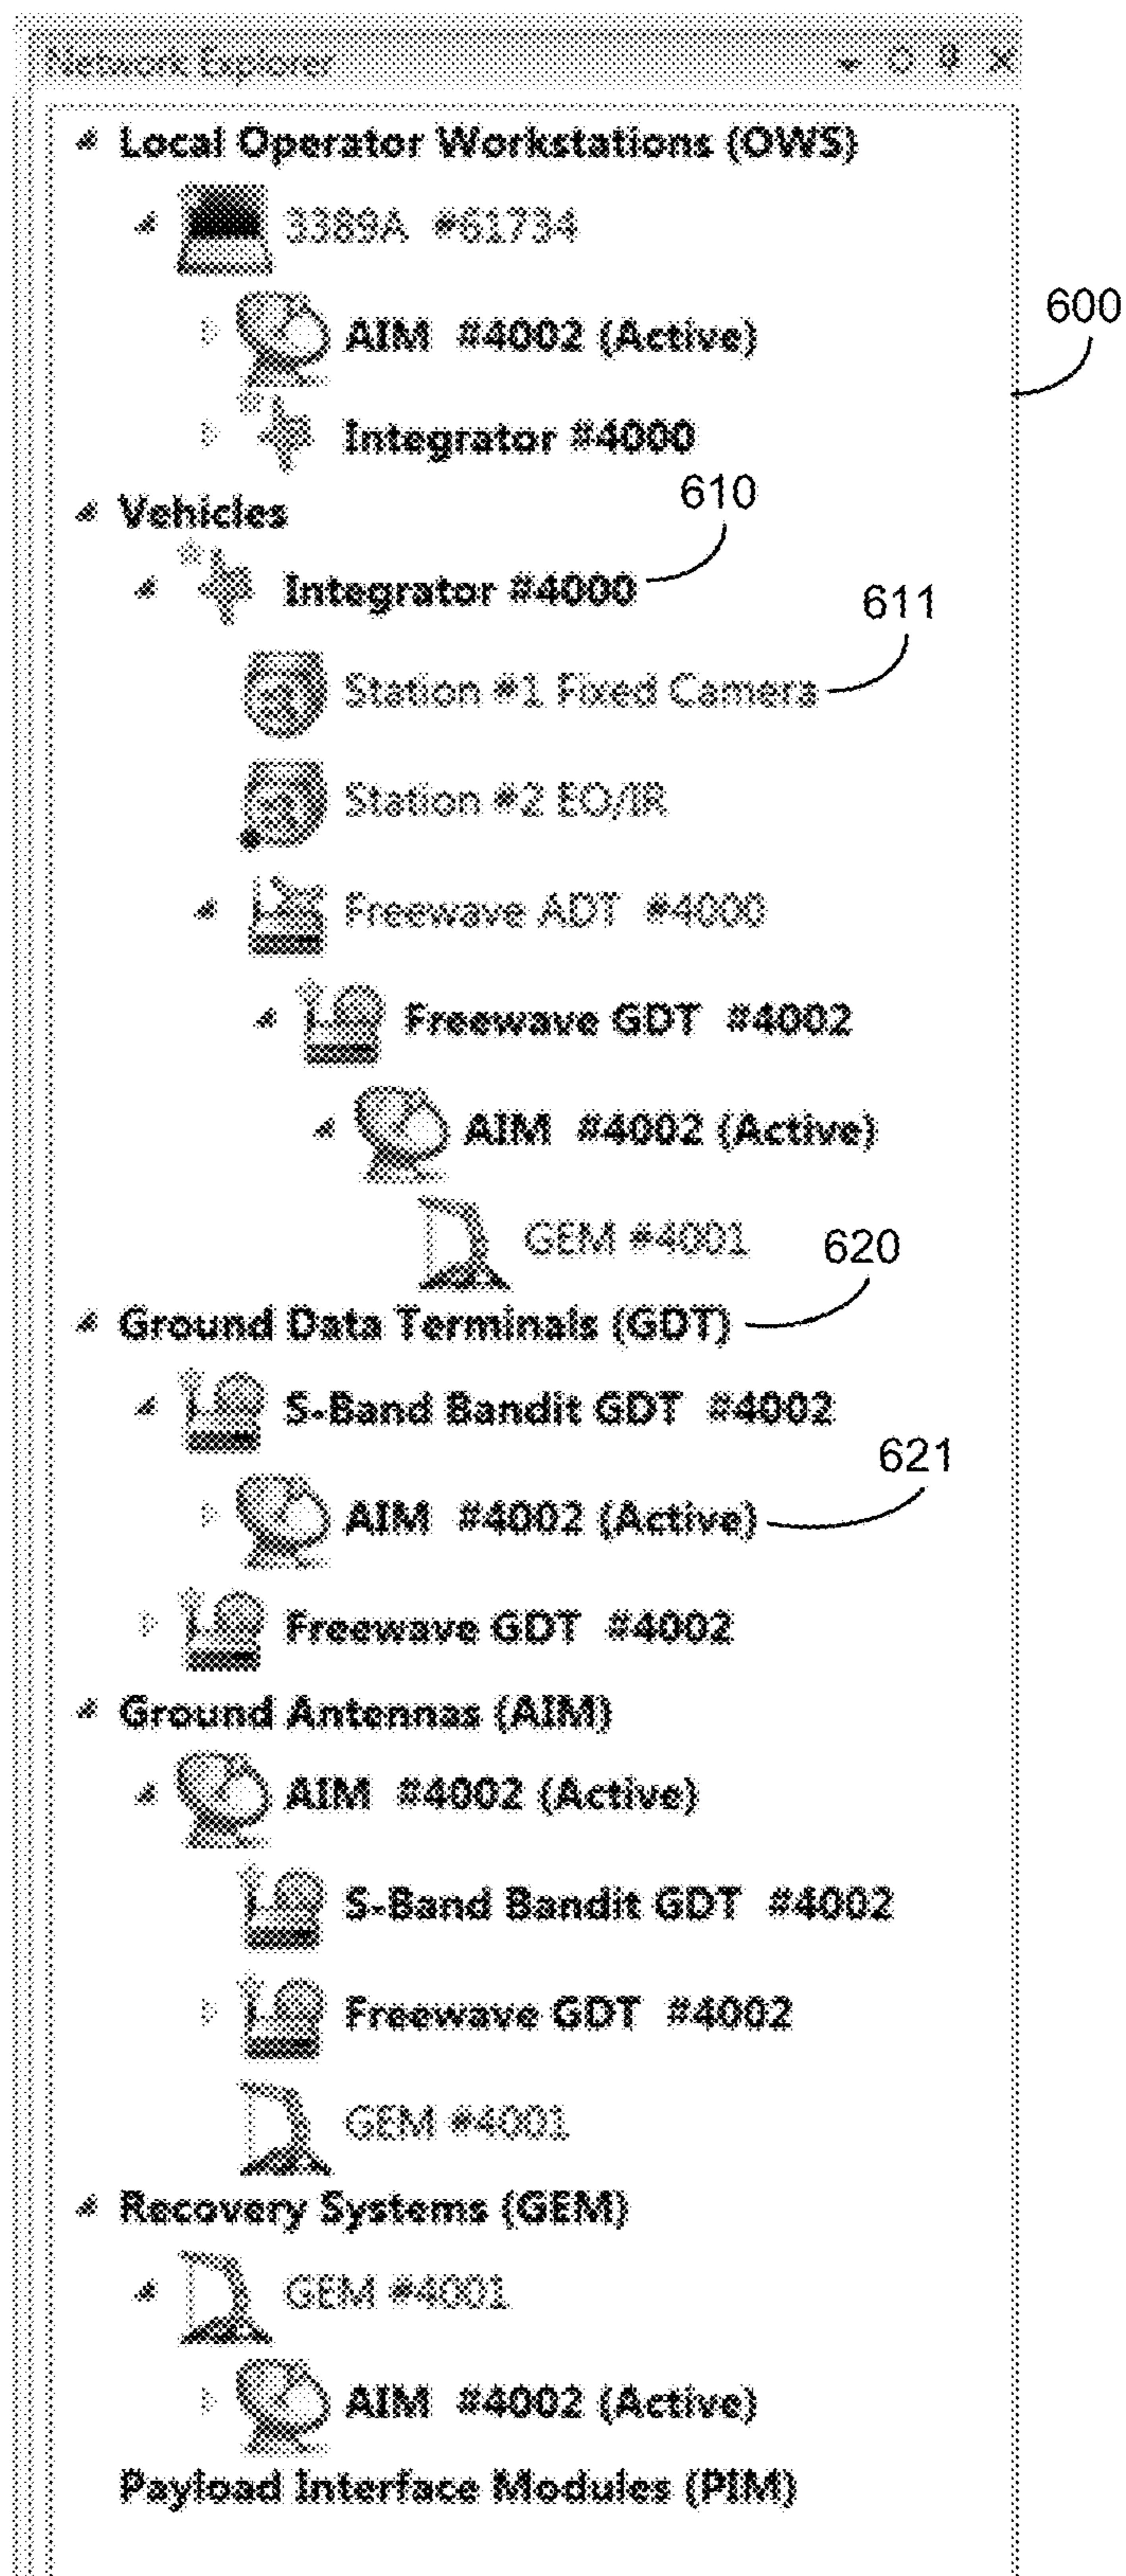 Network Explorer
Local Operator Workstations (OWS)
3389A #61734
600
AIM #4002 (Active)
Integrator #4000
610
Vehicles
Integrator #4000
611
Station #1 Fixed Camera
Station #2 EO/IR
Freewave ADT #4000
Freewave GDT #4002
AIM #4002 (Active)
GEM #4001
620
Ground Data Terminals (GDT)
S-Band Bandit GDT #4002
621
AIM #4002 (Active)
Freewave GDT #4002
Ground Antennas (AIM)
AIM #4002 (Active)
S-Band Bandit GDT #4002
Freewave GDT #4002
GEM #4001
Recovery Systems (GEM)
GEM #4001
AIM #4002 (Active)
Payload Interface Modules (PIM)